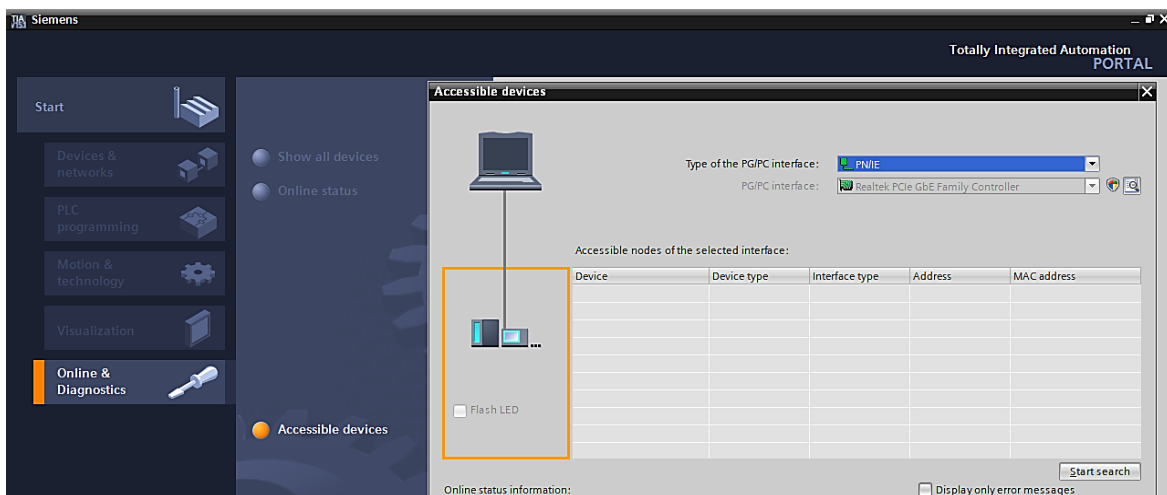 Siemens
Totally Integrated Automation
PORTAL
Start
Devices &
networks
PLC
programming
Motion &
technology
Visualization
Online &
Diagnostics
Show all devices
Online status
Accessible devices
Accessible devices
Type of the PG/PC interface: PN/IE
PG/PC interface: Realtek PCIe GbE Family Controller
Accessible nodes of the selected interface:
Device Device type Interface type Address MAC address
Flash LED
Start search
Online status information: Display only error messages